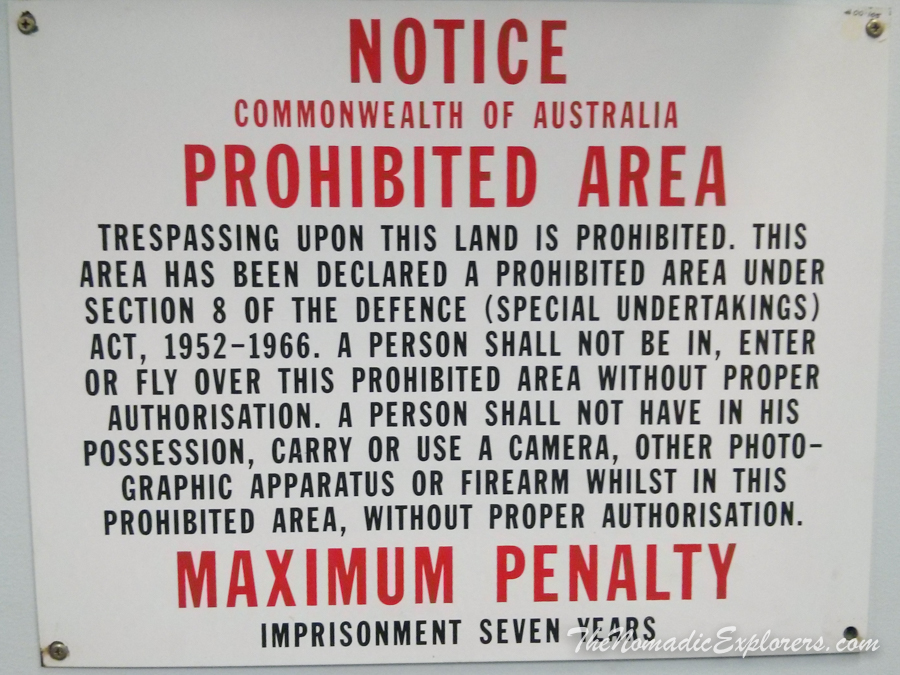 NOTICE
COMMONWEALTH OF AUSTRALIA
PROHIBITED AREA
TRESPASSING UPON THIS LAND IS PROHIBITED. THIS
AREA HAS BEEN DECLARED A PROHIBITED AREA UNDER
SECTION 8 OF THE DEFENCE (SPECIAL UNDERTAKINGS)
ACT, 1952-1966. A PERSON SHALL NOT BE IN, ENTER
OR FLY OVER THIS PROHIBITED AREA WITHOUT PROPER
AUTHORISATION. A PERSON SHALL NOT HAVE IN HIS
POSSESSION, CARRY OR USE A CAMERA, OTHER PHOTO-
GRAPHIC APPARATUS OR FIREARM WHILST IN THIS
PROHIBITED AREA, WITHOUT PROPER AUTHORISATION.
MAXIMUM PENALTY
IMPRISONMENT SEVEN YEARS
TheNomadicExplorers.com